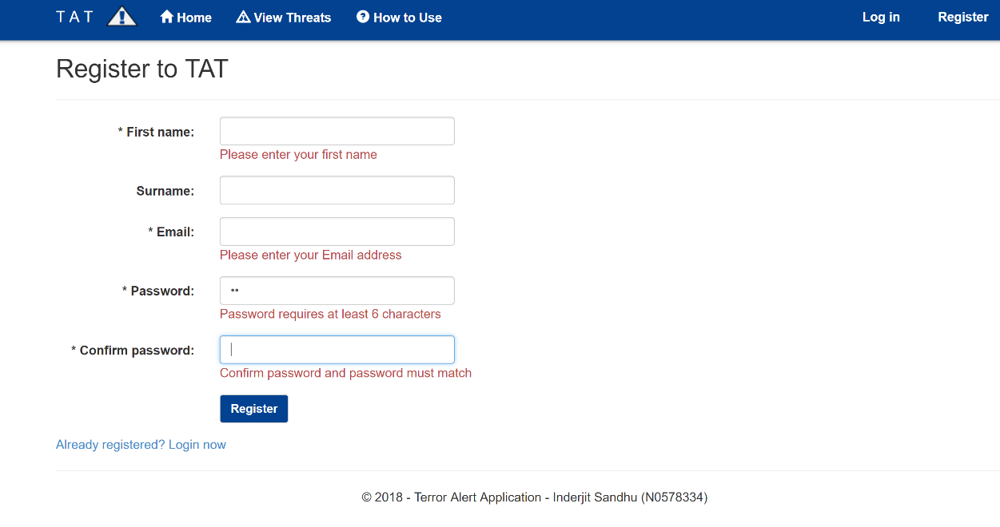 TAT Home View Threats How to Use Log in Register
Register to TAT
* First name:
Please enter your first name
Surname:
* Email:
Please enter your Email address
* Password: ••
Password requires at least 6 characters
* Confirm password:
Confirm password and password must match
Register
Already registered? Login now
© 2018 - Terror Alert Application - Inderjit Sandhu (N0578334)